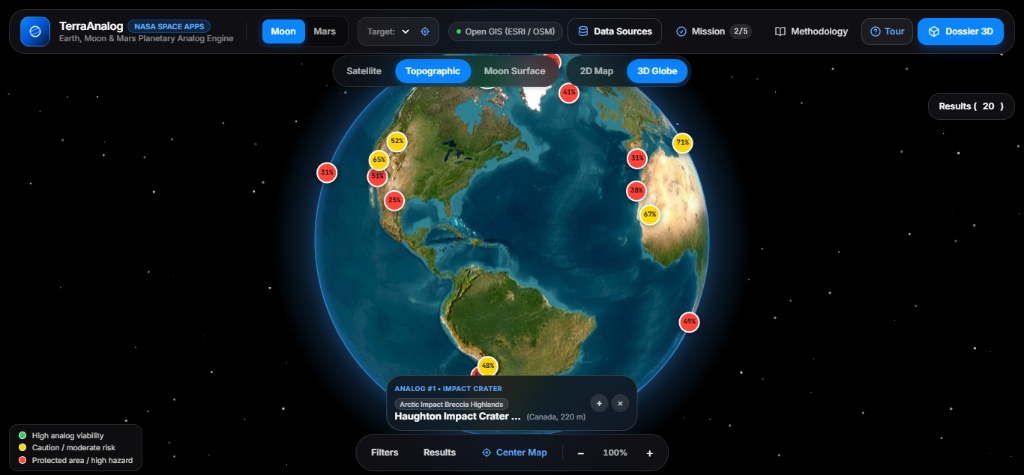 TerraAnalog NASA SPACE APPS
Earth, Moon & Mars Planetary Analog Engine
Moon Mars
Target:
Open GIS (ESRI / OSM)
Data Sources
Mission 2/5
Methodology
Tour
Dossier 3D
Satellite Topographic Moon Surface
2D Map 3D Globe
41%
Results ( 20 )
52%
71%
65%
31%
31%
51%
38%
25%
67%
49%
48%
ANALOG #1 • IMPACT CRATER
Arctic Impact Breccia Highlands
Haughton Impact Crater ... (Canada, 220 m)
+ ×
High analog viability
Caution / moderate risk
Protected area / high hazard
Filters Results Center Map − 100% +